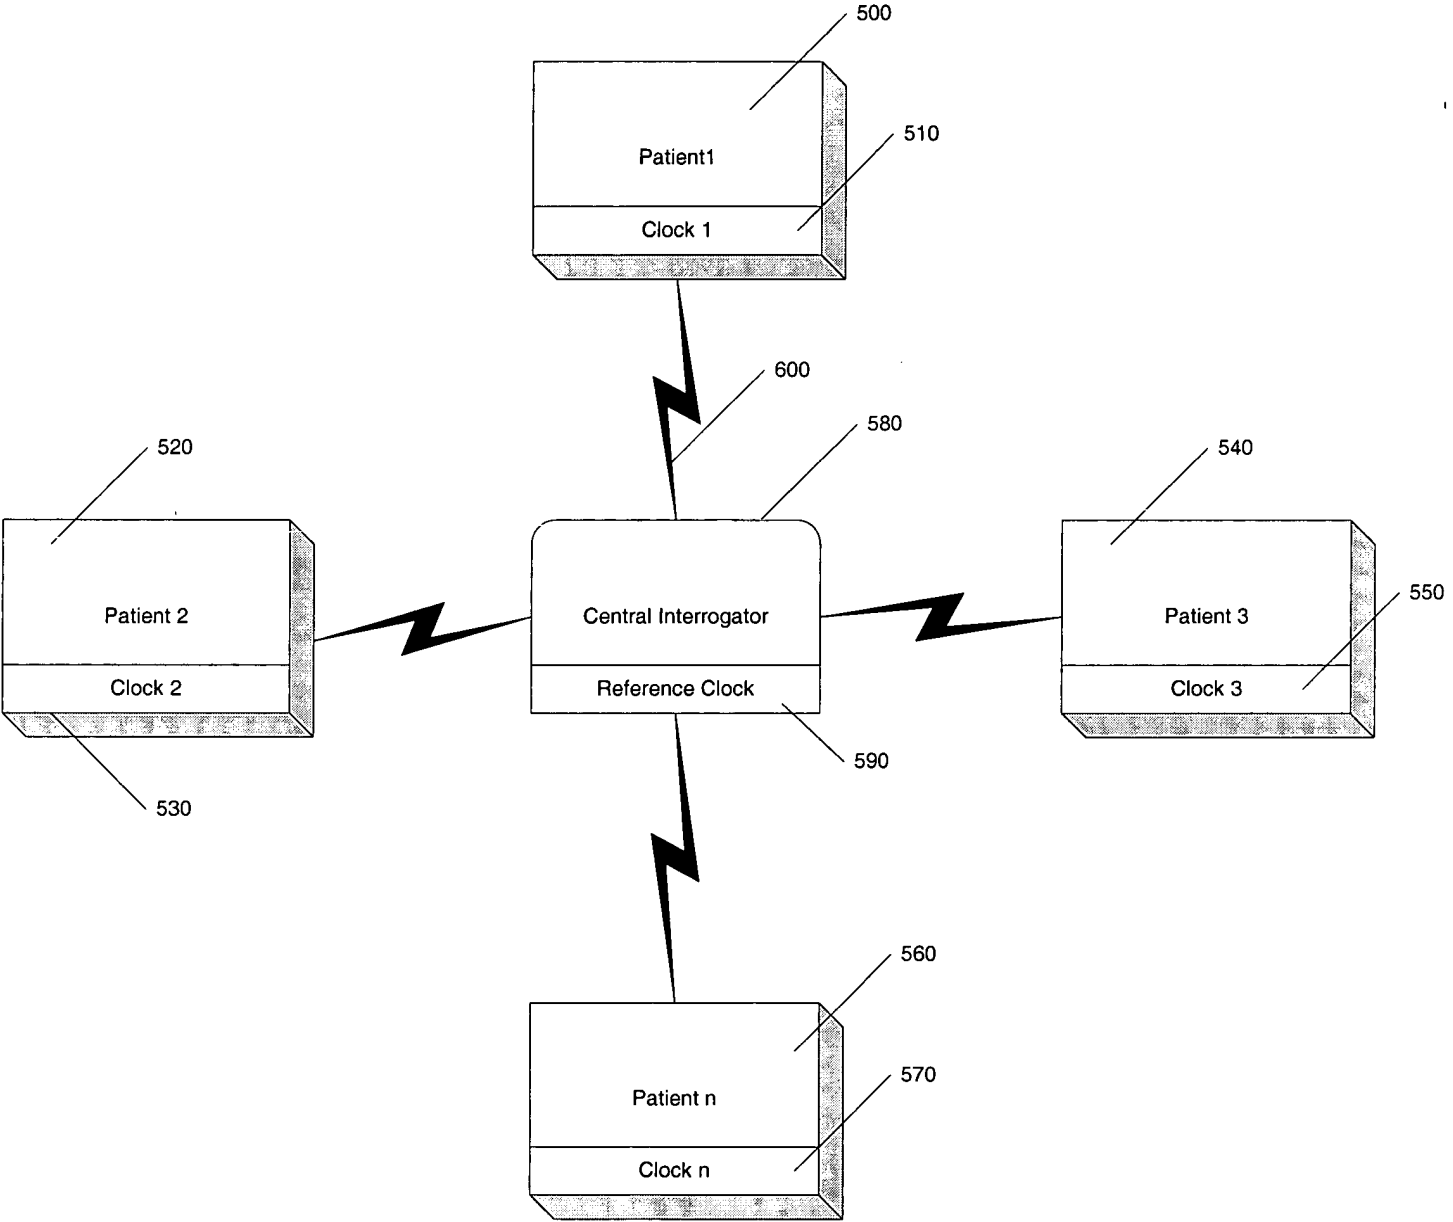 500
510
Patient1
Clock 1
600
580
520
540
550
Patient 2
Central Interrogator
Patient 3
Clock 2
Reference Clock
Clock 3
590
530
560
570
Patient n
Clock n